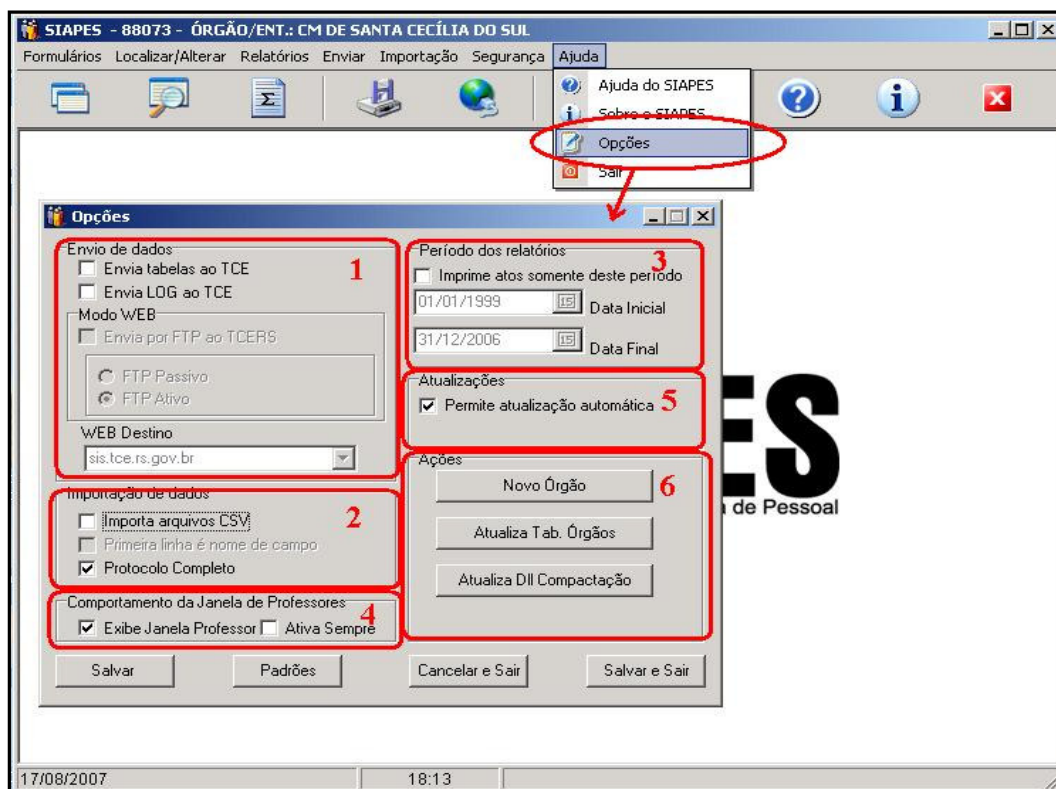 SIAPES - 88073 - ÓRGÃO/ENT.: CM DE SANTA CECÍLIA DO SUL
Formulários Localizar/Alterar Relatórios Enviar Importação Segurança Ajuda
Ajuda do SIAPES
Sobre o SIAPES
Opções
Sair
Opções
Envio de dados
1
Envia tabelas ao TCE
Envia LOG ao TCE
Modo WEB
Envia por FTP ao TCERS
FTP Passivo
FTP Ativo
WEB Destino
sis.tce.rs.gov.br
Importação de dados
2
Importa arquivos CSV
Primeira linha é nome de campo
Protocolo Completo
Comportamento da Janela de Professores
4
Exibe Janela Professor Ativa Sempre
Período dos relatórios
3
Imprime atos somente deste período
01/01/1999 15 Data Inicial
31/12/2006 15 Data Final
Atualizações
Permite atualização automática 5
Ações
Novo Órgão 6
Atualiza Tab. Órgãos
Atualiza Dll Compactação
Salvar Padrões Cancelar e Sair Salvar e Sair
ES
de Pessoal
17/08/2007 18:13